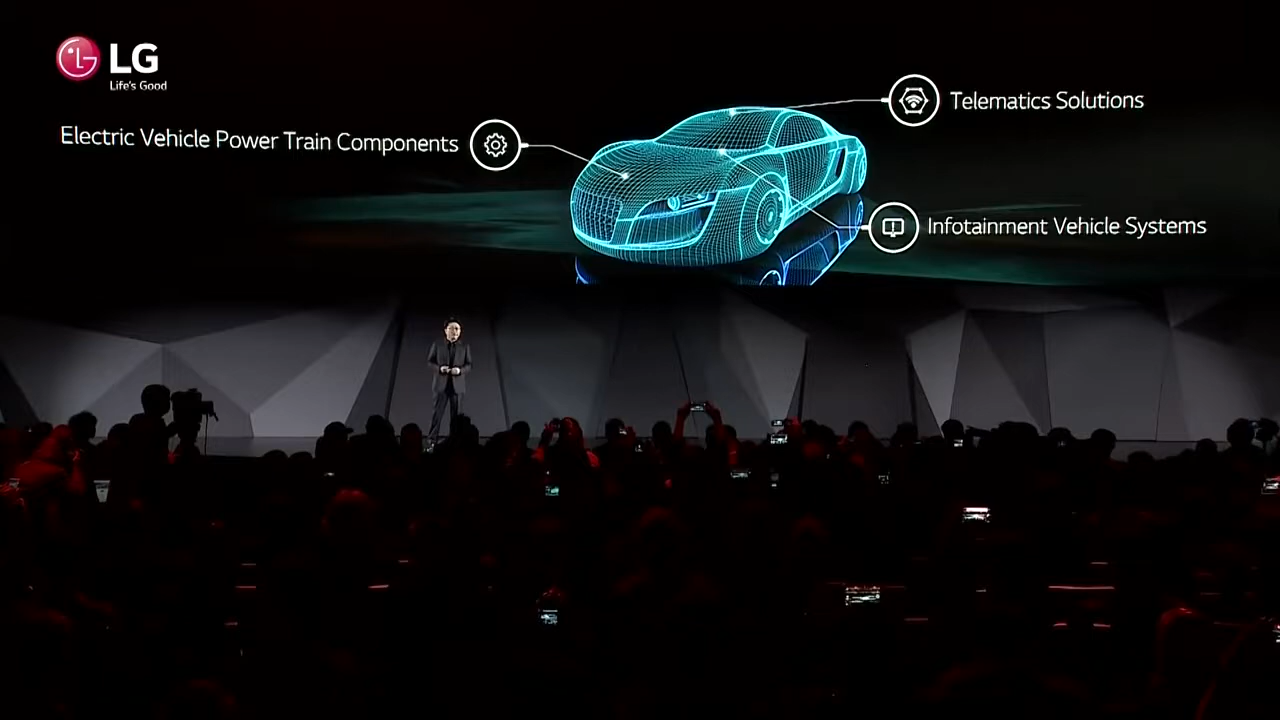 LG
Life's Good
Electric Vehicle Power Train Components
Telematics Solutions
Infotainment Vehicle Systems